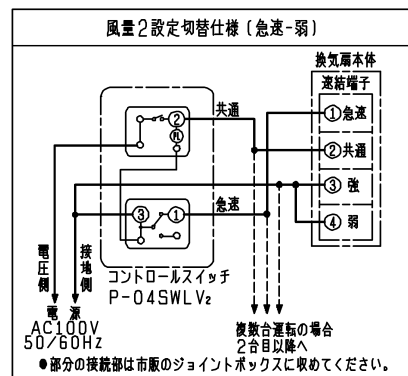 風量2設定切替仕様(急速-弱)
換気扇本体
速結端子
共通
①急速
②共通
③強
④弱
②
PL
急速
③
①
電圧側
接地側
コントロールスイッチ
P-04SWLV2
電源
AC100V
50/60Hz
複数台運転の場合
2台目以降へ
●部分の接続部は市販のジョイントボックスに収めてください。